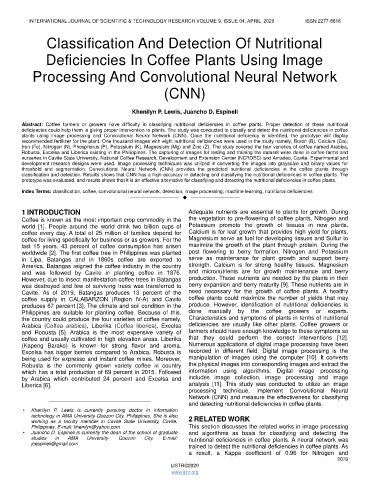 INTERNATIONAL JOURNAL OF SCIENTIFIC & TECHNOLOGY RESEARCH VOLUME 9, ISSUE 04, APRIL 2020 ISSN 2277-8616
Classification And Detection Of Nutritional
Deficiencies In Coffee Plants Using Image
Processing And Convolutional Neural Network
(CNN)
Khenilyn P. Lewis, Juancho D. Espineli
Abstract: Coffee farmers or growers have difficulty in classifying nutritional deficiencies in coffee plants. Proper detection of these nutritional
deficiencies could help them in giving proper intervention to plants. The study was conducted to classify and detect the nutritional deficiencies in coffee
plants using image processing and Convolutional Neural Network (CNN). Once the nutritional deficiency is identified, the prototype will display
recommended fertilizer to the plant. One thousand images with eight nutritional deficiencies were used in the study namely, Boron (B), Calcium (Ca),
Iron (Fe), Nitrogen (N), Phosphorus (P), Potassium (K), Magnesium (Mg) and Zinc (Z). The study covered the four varieties of coffee named Arabica,
Robusta, Excelsa and Liberica existing in the Philippines. The capturing of images for testing and training the dataset were done in coffee farms and
nurseries in Cavite State University, National Coffee Research, Development and Extension Center (NCRDEC) and Amadeo, Cavite. Experimental and
development research designs were used. Image processing techniques was utilized in converting the images into grayscale and binary values for
threshold and segmentation. Convolutional Neural Network (CNN) provides the predicted nutritional deficiencies in the coffee plants through
classification and detection. Results shows that CNN has a high accuracy in detecting and classifying the nutritional deficiencies in coffee plants. The
prototype was evaluated, and results shows that it is an effective alternative for classifying and detecting nutritional deficiencies in coffee plants.
Index Terms: classification, coffee, convolutional neural network, detection, image processing, machine learning, nutritional deficiencies
1 INTRODUCTION
Coffee is known as the most important crop commodity in the
world [1]. People around the world drink two billion cups of
coffee every day. A total of 25 million of families depend for
coffee for living specifically for business or as growers. For the
last 15 years, 43 percent of coffee consumption has arisen
worldwide [2]. The first coffee tree in Philippines was planted
in Lipa, Batangas and in 1860s coffee are exported to
America. Batangas reigned the coffee industry in the country
and was followed by Cavite in planting coffee in 1876.
However, due to insect manifestation coffee trees in Batangas
was destroyed and few of surviving trees was transferred to
Cavite. As of 2019, Batangas produces 13 percent of the
coffee supply in CALABARZON (Region IV-A) and Cavite
produces 67 percent [3]. The climate and soil condition in the
Philippines are suitable for planting coffee. Because of this,
the country could produce the four varieties of coffee namely,
Arabica (Coffea arabica), Liberica (Coffea liberica), Excelsa
and Robusta [5]. Arabica is the most expensive variety of
coffee and usually cultivated in high elevation areas. Liberica
(Kapeng Barako) is known for strong flavor and aroma,
Excelsa has bigger berries compared to Arabica, Robusta is
being used for expresso and instant coffee mixes. Moreover,
Robusta is the commonly grown variety coffee in country
which has a total production of 69 percent in 2015. Followed
by Arabica which contributed 24 percent and Excelsa and
Liberica [6].
• Khenilyn P. Lewis is currently pursuing doctor in information
technology in AMA University Quezon City, Philippines. She is also
working as a faculty member in Cavite State University, Cavite,
Philippines. E-mail: khenilyn@yahoo.com
• Juancho D. Espineli is currently the dean of the school of graduate
studies in AMA University Quezon City. E-mail:
Adequate nutrients are essential to plants for growth. During
the vegetation to pre-flowering of coffee plants, Nitrogen and
Potassium promote the growth of tissues in new plants.
Calcium is for leaf growth that provides high yield for plants.
Magnesium serve as fuel for developing tissues and Sulfur to
maximize the growth of the plant through protein. During the
post flowering to berry formation, Nitrogen and Potassium
serve as maintenance for plant growth and support berry
strength. Calcium is for strong healthy tissues, Magnesium
and micronutrients are for growth maintenance and berry
production. These nutrients are needed by the plants in their
berry expansion and berry maturity [9]. These nutrients are in
need necessary for the growth of coffee plants. A healthy
coffee plants could maximize the number of yields that may
produce. However, identification of nutritional deficiencies is
done manually by the coffee growers or experts.
Characteristics and symptoms of plants in terms of nutritional
deficiencies are usually like other plants. Coffee growers or
farmers should have enough knowledge to these symptoms so
that they could perform the correct interventions [12].
Numerous applications of digital image processing have been
recorded in different field. Digital image processing is the
manipulation of images using the computer [10]. It converts
the physical images into corresponding images and extract the
information using algorithms. Digital image processing
includes image collection, image processing and image
analysis [11]. This study was conducted to utilize an image
processing technique, implement Convolutional Neural
Network (CNN) and measure the effectiveness for classifying
and detecting nutritional deficiencies in coffee plants.
2 RELATED WORK
This section discusses the related works in image processing
and algorithms as basis for classifying and detecting the
nutritional deficiencies in coffee plants. A neural network was
trained to detect the nutritional deficiencies in coffee plants. As
a result, a Kappa coefficient of 0.96 for Nitrogen and
2076
IJSTR©2020
www.ijstr.org